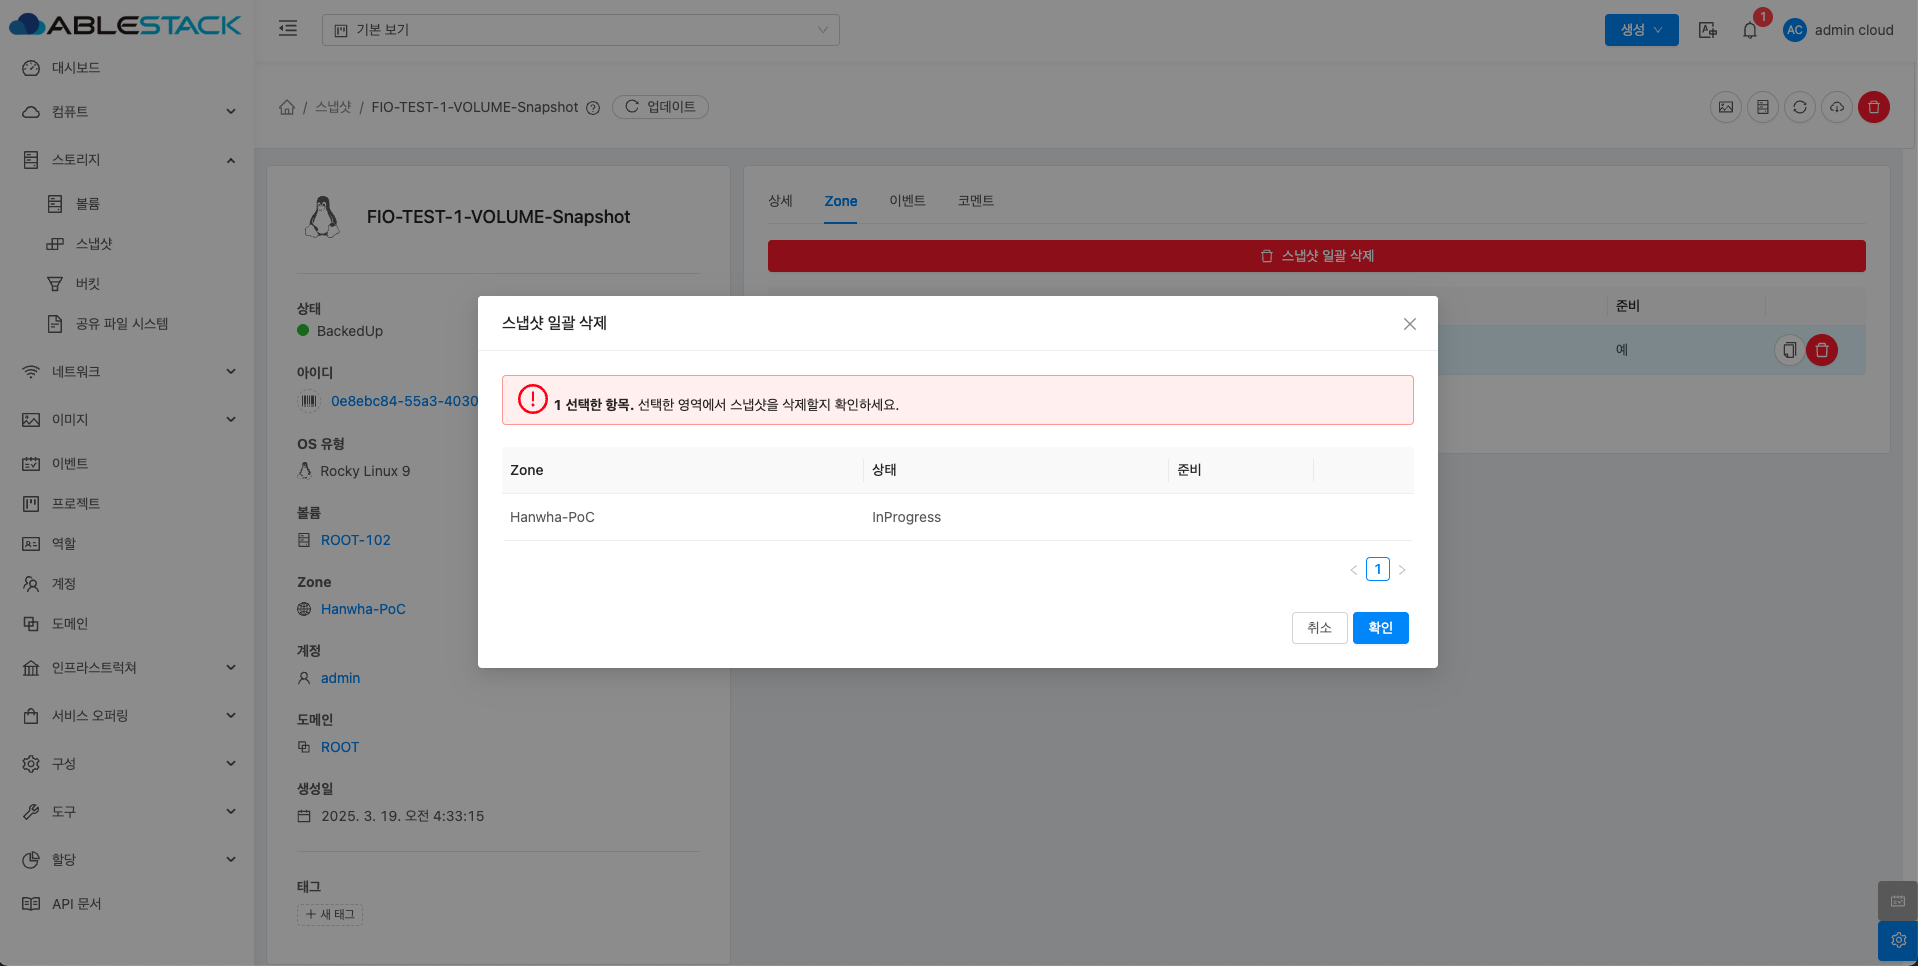 ABLESTACK
기본 보기
생성
1
AC
admin cloud
대시보드
컴퓨트
스토리지
볼륨
스냅샷
버킷
공유 파일 시스템
네트워크
이미지
이벤트
프로젝트
역할
계정
도메인
인프라스트럭쳐
서비스 오퍼링
구성
도구
할당
API 문서
/ 스냅샷 / FIO-TEST-1-VOLUME-Snapshot
업데이트
FIO-TEST-1-VOLUME-Snapshot
상태
BackedUp
아이디
0e8ebc84-55a3-4030
OS 유형
Rocky Linux 9
볼륨
ROOT-102
Zone
Hanwha-PoC
계정
admin
도메인
ROOT
생성일
2025. 3. 19. 오전 4:33:15
태그
새 태그
상세 Zone 이벤트 코멘트
스냅샷 일괄 삭제
준비
예
스냅샷 일괄 삭제
1 선택한 항목. 선택한 영역에서 스냅샷을 삭제할지 확인하세요.
Zone 상태 준비
Hanwha-PoC InProgress
1
취소 확인